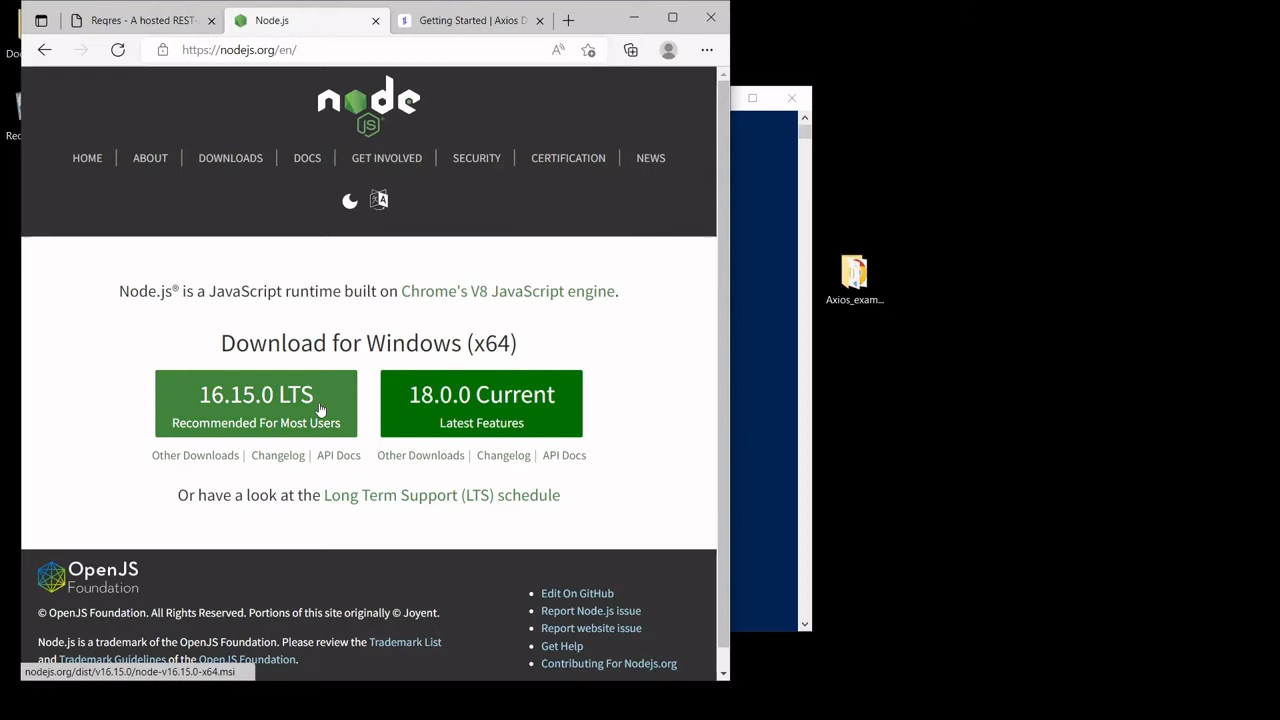 Reqres - A hosted REST-
Node.js
Getting Started | Axios D
https://nodejs.org/en/
node
JS
HOME
ABOUT
DOWNLOADS
DOCS
GET INVOLVED
SECURITY
CERTIFICATION
NEWS
Node.js® is a JavaScript runtime built on Chrome's V8 JavaScript engine.
Download for Windows (x64)
16.15.0 LTS
Recommended For Most Users
18.0.0 Current
Latest Features
Other Downloads | Changelog | API Docs
Other Downloads | Changelog | API Docs
Or have a look at the Long Term Support (LTS) schedule
OpenJS
Foundation
© OpenJS Foundation. All Rights Reserved. Portions of this site originally © Joyent.
Node.js is a trademark of the OpenJS Foundation. Please review the Trademark List
and Trademark Guidelines of the OpenJS Foundation.
Edit On GitHub
Report Node.js issue
Report website issue
Get Help
Contributing For Nodejs.org
nodejs.org/dist/v16.15.0/node-v16.15.0-x64.msi
Axios_exam...